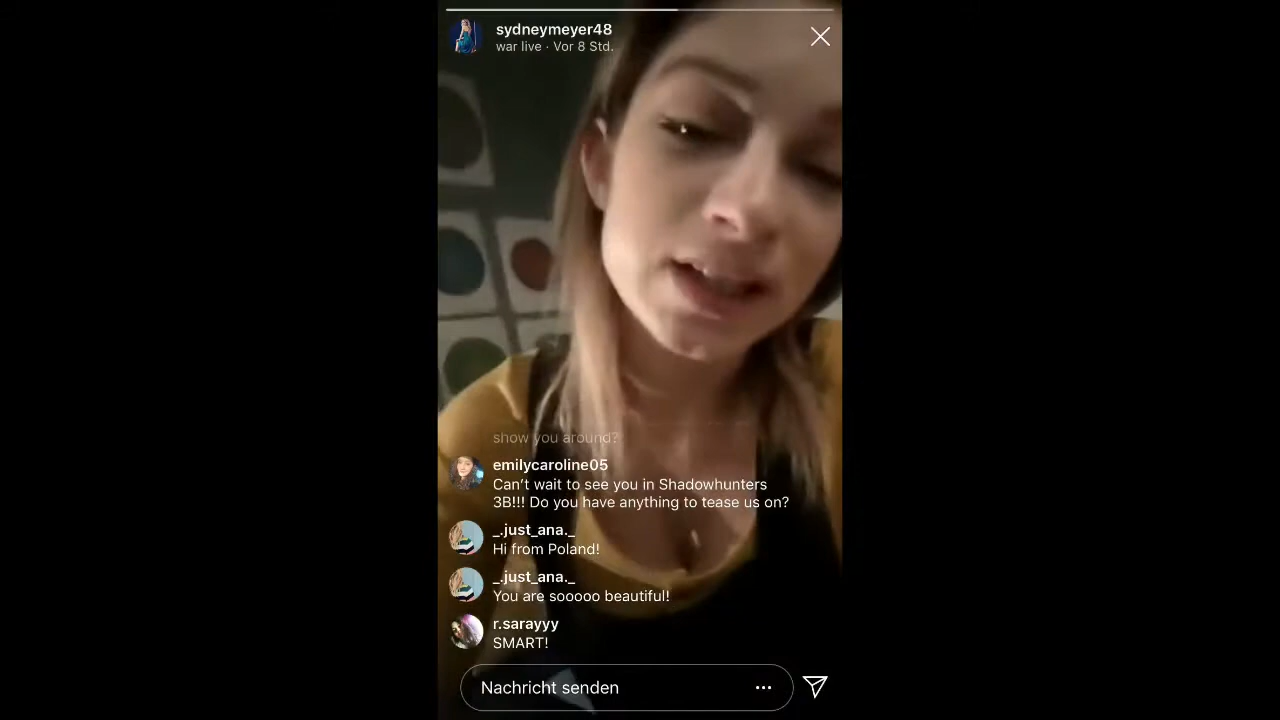 sydneymeyer48
war live · Vor 8 Std.
show you around?
emilycaroline05
Can't wait to see you in Shadowhunters
3B!!! Do you have anything to tease us on?
_.just_ana._
Hi from Poland!
_.just_ana._
You are sooooo beautiful!
r.sarayyy
SMART!
Nachricht senden